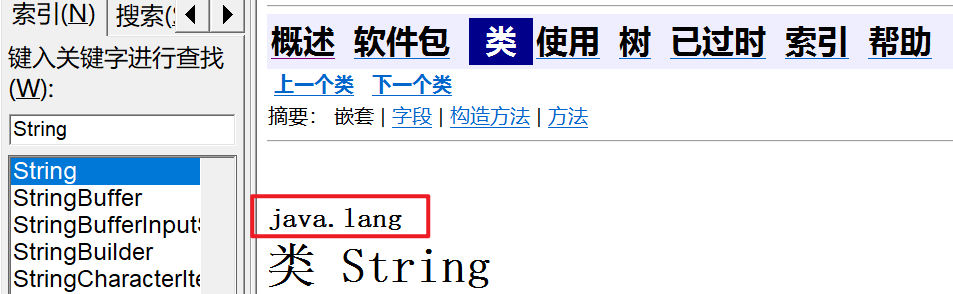 索引(N) 搜索(S
键入关键字进行查找
(W):
String
String
StringBuffer
StringBufferInputS
StringBuilder
StringCharacterIte
概述 软件包 类 使用 树 已过时 索引 帮助
上一个类 下一个类
摘要： 嵌套 | 字段 | 构造方法 | 方法
java.lang
类 String